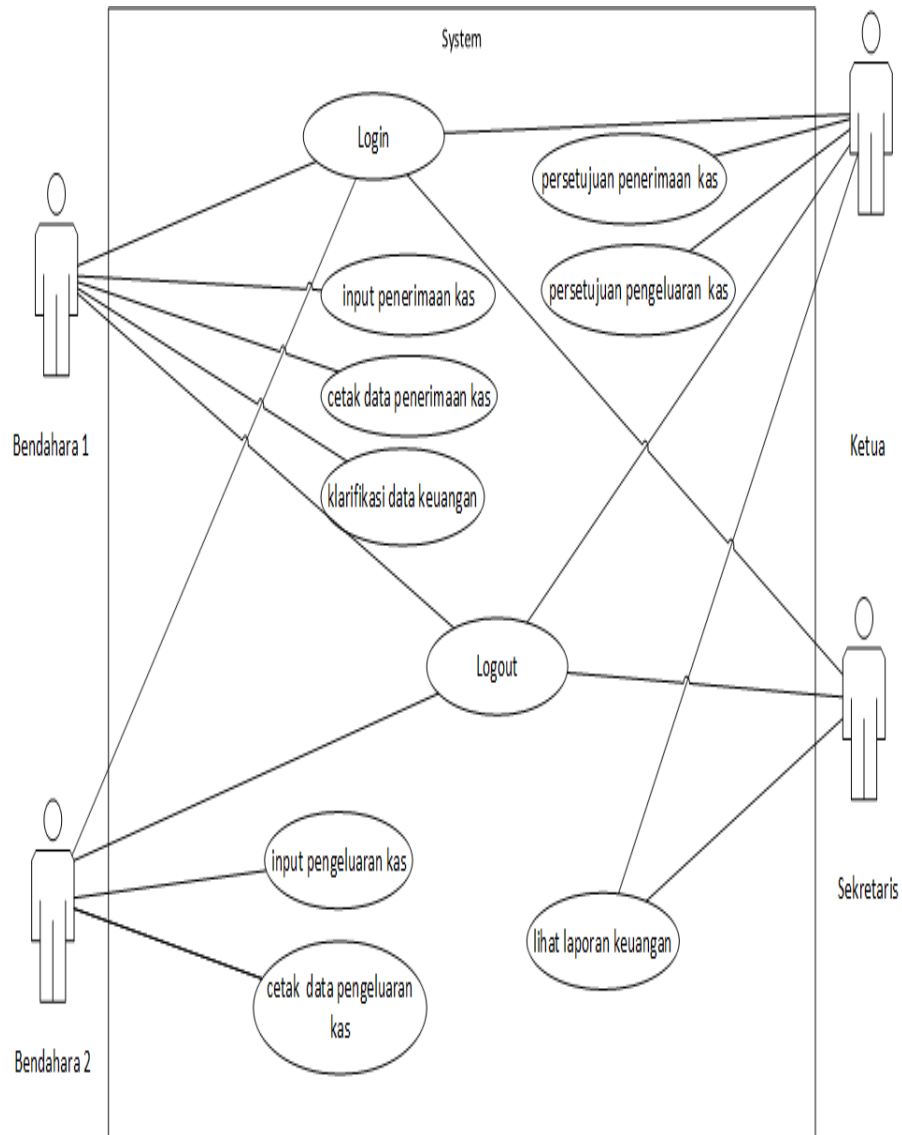 System
Login
persetujuan penerimaan kas
input penerimaan kas
persetujuan pengeluaran kas
cetak data penerimaan kas
Bendahara 1
Ketua
klarifikasi data keuangan
Logout
input pengeluaran kas
Sekretaris
lihat laporan keuangan
cetak data pengeluaran
kas
Bendahara 2